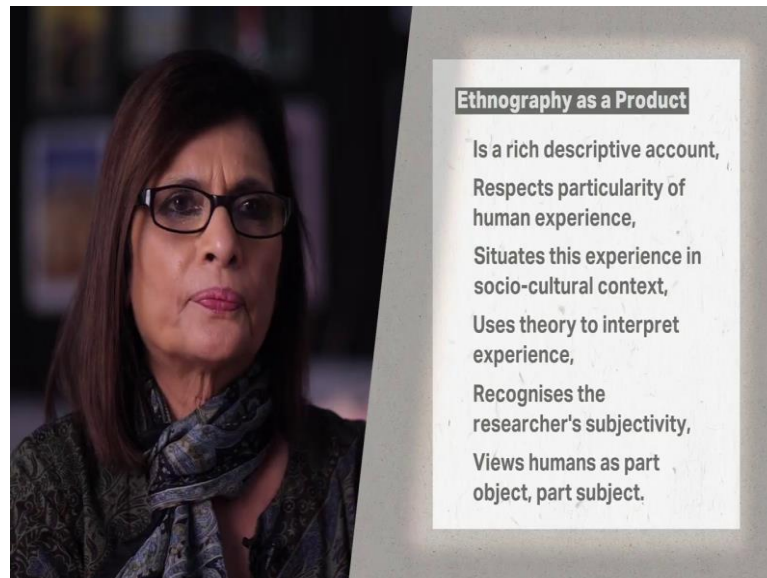 Ethnography as a Product
Is a rich descriptive account,
Respects particularity of
human experience,
Situates this experience in
socio-cultural context,
Uses theory to interpret
experience,
Recognises the
researcher's subjectivity,
Views humans as part
object, part subject.